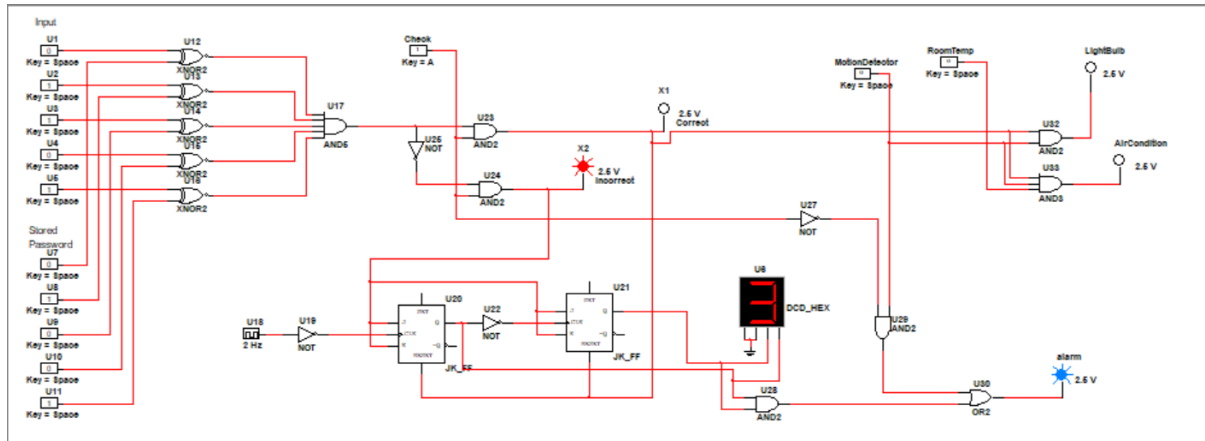 Input
U1
0
Key = Space
U2
1
Key = Space
U3
1
Key = Space
U4
0
Key = Space
U5
1
Key = Space
Stored
Password
U7
0
Key = Space
U8
1
Key = Space
U9
0
Key = Space
U10
0
Key = Space
U11
1
Key = Space
U12
XNOR2
U13
XNOR2
U14
XNOR2
U15
XNOR2
U16
XNOR2
U17
AND5
Check
1
Key = A
U25
NOT
U23
AND2
U24
AND2
X1
2.5 V
Correct
X2
2.5 V
Incorrect
MotionDetector
0
Key = Space
RoomTemp
0
Key = Space
LightBulb
2.5 V
U32
AND2
AirCondition
2.5 V
U33
AND3
U27
NOT
U18
2 Hz
U19
NOT
U20
J
CLK
K
Q
~Q
JK_FF
U22
NOT
U21
J
CLK
K
Q
~Q
JK_FF
U6
3
DCD_HEX
U28
AND2
U29
AND2
U30
OR2
alarm
2.5 V